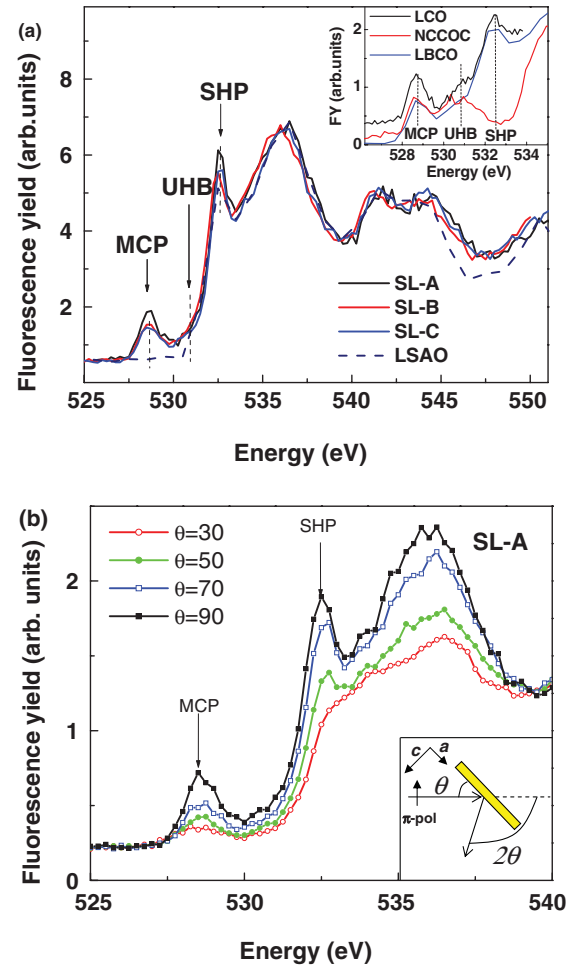 (a)
Fluorescence yield (arb.units)
8
6
4
2
525 530 535 540 545 550
Energy (eV)
MCP
UHB
SHP
SL-A
SL-B
SL-C
LSAO
LCO
NCCOC
LBCO
FY (arb.units)
2
1
0
MCP UHB SHP
528 530 532 534
Energy (eV)
(b)
Fluorescence yield (arb. units)
2
1
0
525 530 535 540
Energy (eV)
θ=30
θ=50
θ=70
θ=90
SHP
MCP
SL-A
c a
θ
π-pol
2θ